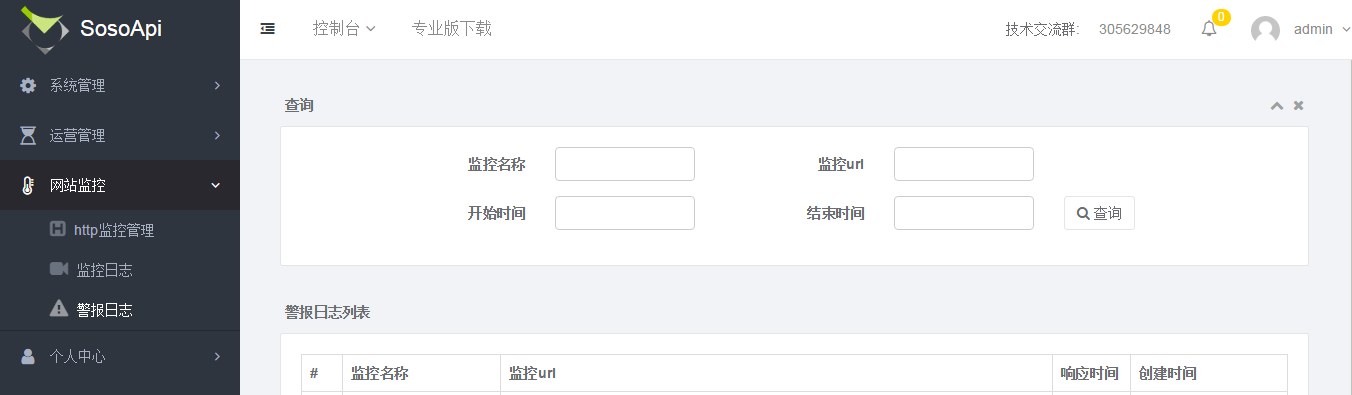 SosoApi
控制台
专业版下载
技术交流群:
305629848
0
admin
系统管理
运营管理
网站监控
http监控管理
监控日志
警报日志
个人中心
查询
监控名称
监控url
开始时间
结束时间
查询
警报日志列表
# 监控名称 监控url 响应时间 创建时间